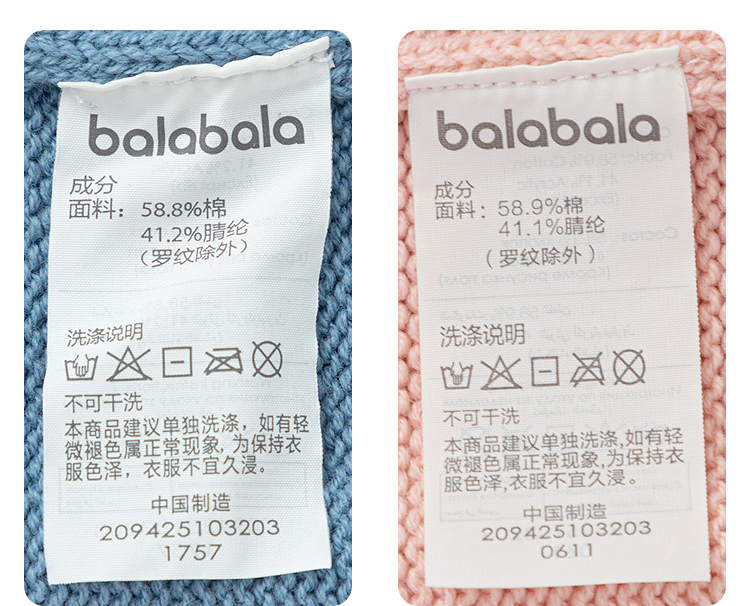 balabala
成分
面料：58.8%棉
41.2%腈纶
（罗纹除外）
洗涤说明
不可干洗
本商品建议单独洗涤，如有轻
微褪色属正常现象，为保持衣
服色泽，衣服不宜久浸。
中国制造
209425103203
1757
balabala
成分
面料：58.9%棉
41.1%腈纶
（罗纹除外）
洗涤说明
不可干洗
本商品建议单独洗涤，如有轻
微褪色属正常现象，为保持衣
服色泽，衣服不宜久浸。
中国制造
209425103203
0611